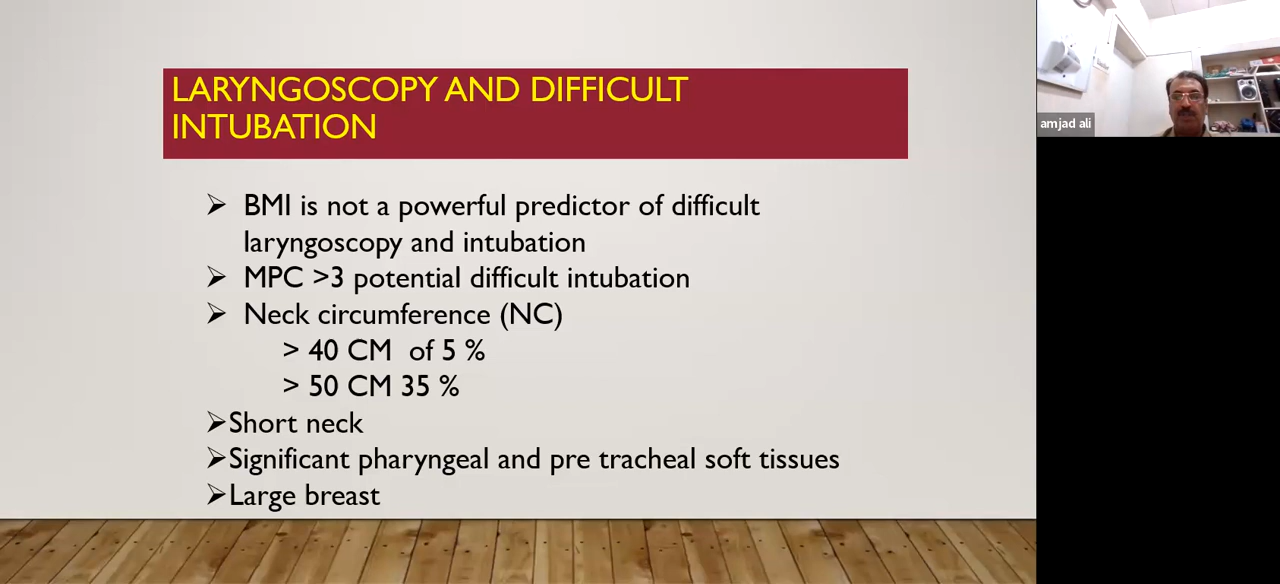 LARYNGOSCOPY AND DIFFICULT
INTUBATION
➢ BMI is not a powerful predictor of difficult
laryngoscopy and intubation
➢ MPC >3 potential difficult intubation
➢ Neck circumference (NC)
> 40 CM of 5 %
> 50 CM 35 %
➢Short neck
➢Significant pharyngeal and pre tracheal soft tissues
➢Large breast
amjad ali